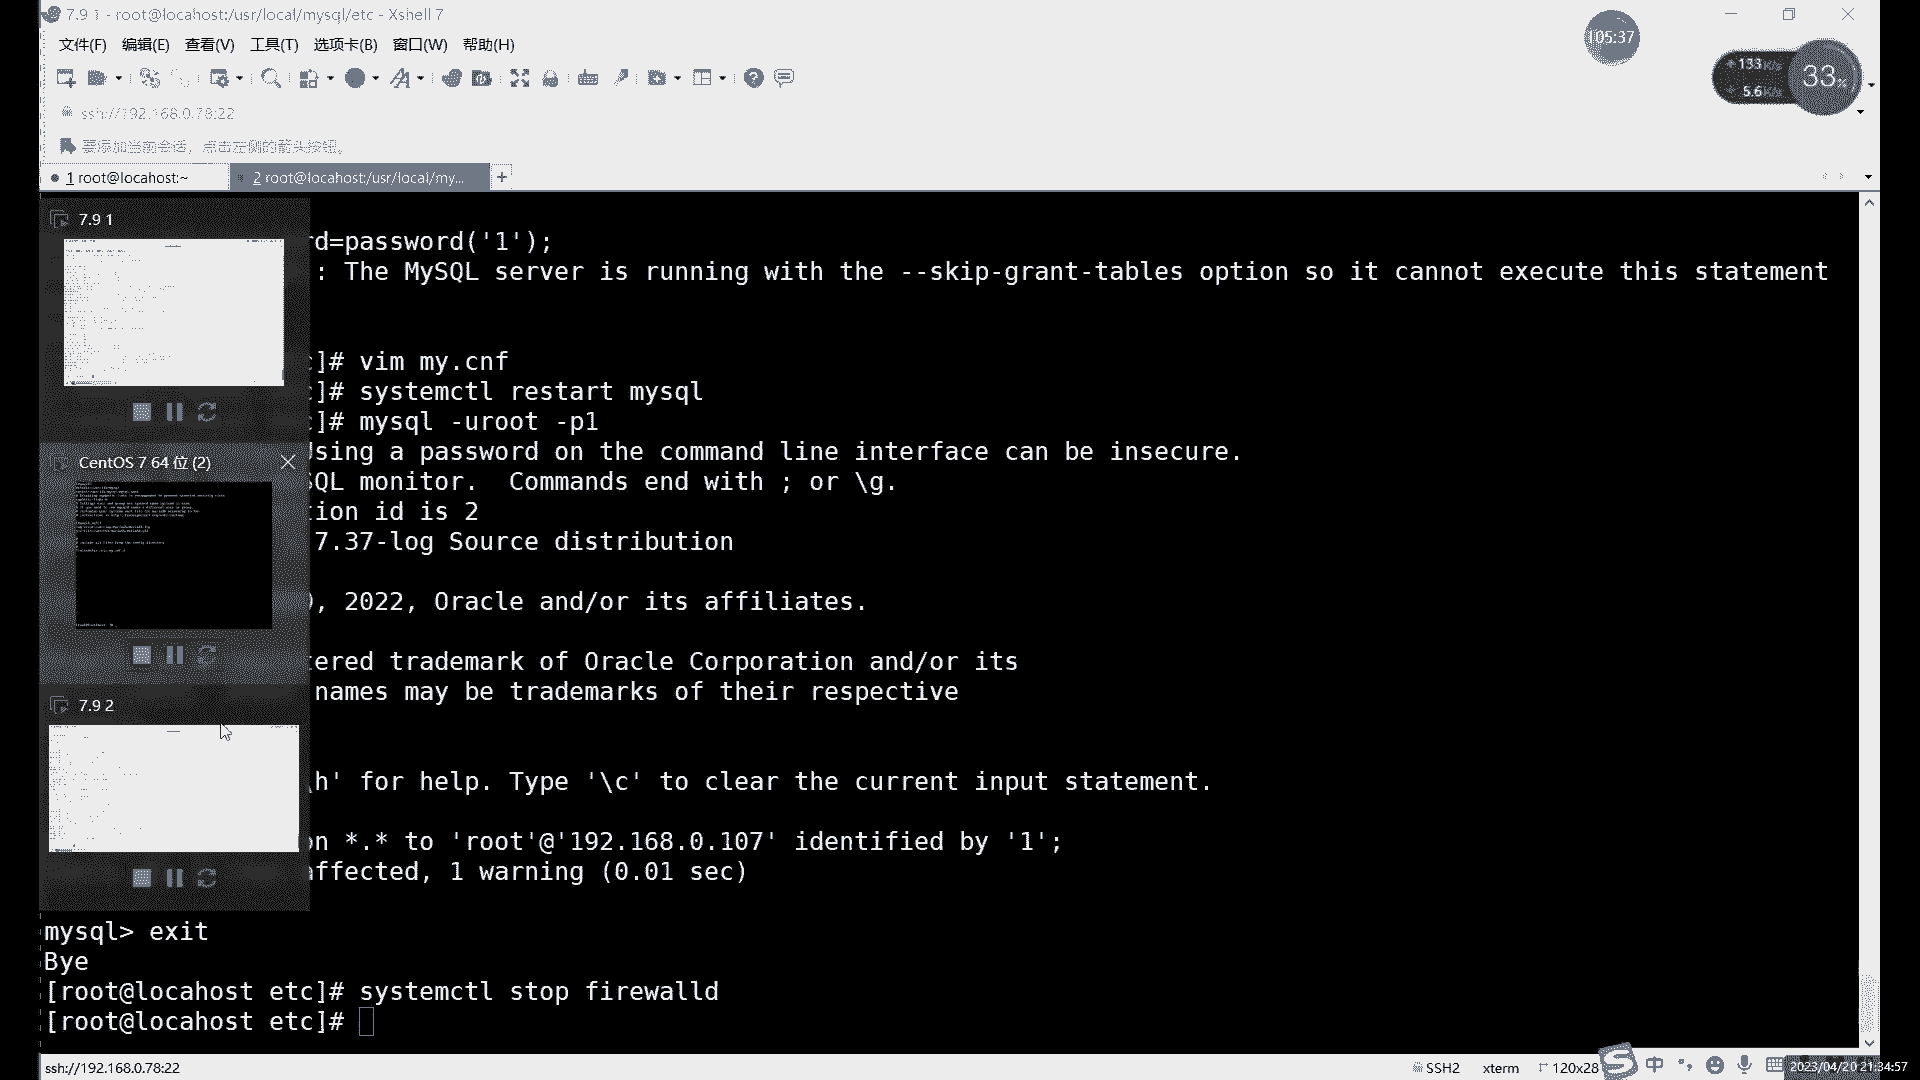 7.9 1 - root@locahost:/usr/local/mysql/etc - Xshell 7
105:37
文件(F) 编辑(E) 查看(V) 工具(T) 选项卡(B) 窗口(W) 帮助(H)
133K/s
5.6K/s
33%
ssh://192.168.0.78:22
要添加当前会话，点击左侧的箭头按钮。
1 root@locahost:~
2 root@locahost:/usr/local/my...
7.9 1
rd=password('1');
: The MySQL server is running with the --skip-grant-tables option so it cannot execute this statement
]# vim my.cnf
]# systemctl restart mysql
]# mysql -uroot -p1
CentOS 7 64 位 (2)
Using a password on the command line interface can be insecure.
SQL monitor.  Commands end with ; or \g.
tion id is 2
7.37-log Source distribution
, 2022, Oracle and/or its affiliates.
tered trademark of Oracle Corporation and/or its
names may be trademarks of their respective
7.9 2
\h' for help. Type '\c' to clear the current input statement.
on *.* to 'root'@'192.168.0.107' identified by '1';
affected, 1 warning (0.01 sec)
mysql> exit
Bye
[root@locahost etc]# systemctl stop firewalld
[root@locahost etc]#
ssh://192.168.0.78:22
SSH2
xterm
120x28
中
2023/04/20 21:34:57